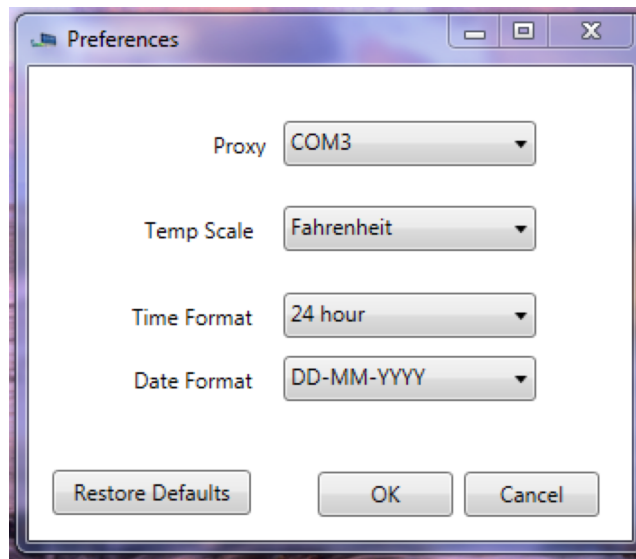 Preferences
Proxy COM3
Temp Scale Fahrenheit
Time Format 24 hour
Date Format DD-MM-YYYY
Restore Defaults OK Cancel